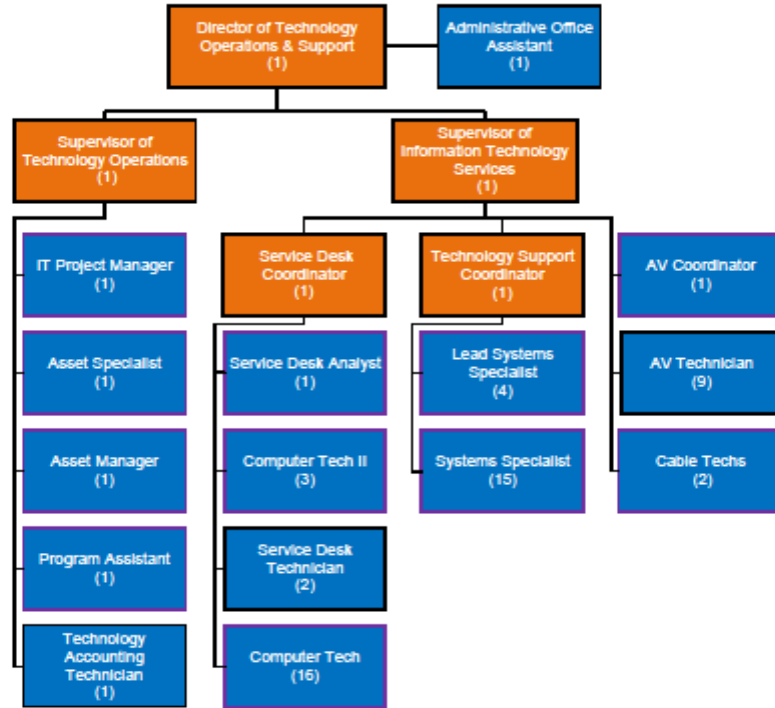 Director of Technology
Operations & Support
(1)
Administrative Office
Assistant
(1)
Supervisor of
Technology Operations
(1)
Supervisor of
Information Technology
Services
(1)
IT Project Manager
(1)
Asset Specialist
(1)
Asset Manager
(1)
Program Assistant
(1)
Technology
Accounting
Technician
(1)
Service Desk
Coordinator
(1)
Service Desk Analyst
(1)
Computer Tech II
(3)
Service Desk
Technician
(2)
Computer Tech
(16)
Technology Support
Coordinator
(1)
Lead Systems
Specialist
(4)
Systems Specialist
(15)
AV Coordinator
(1)
AV Technician
(9)
Cable Techs
(2)